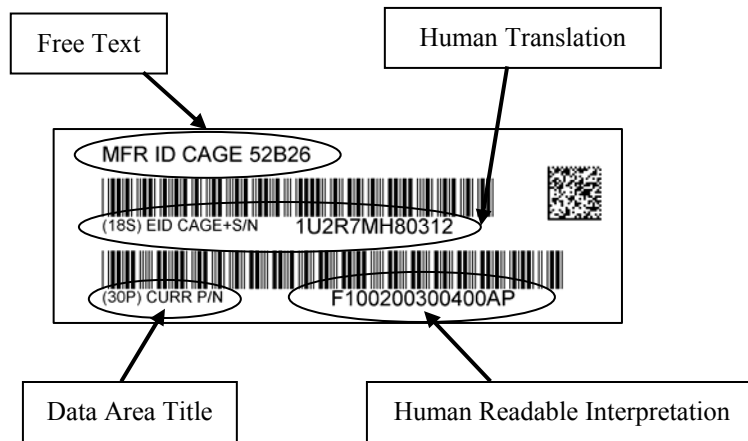 Free Text
Human Translation
MFR ID CAGE 52B26
(18S) EID CAGE+S/N 1U2R7MH80312
(30P) CURR P/N F100200300400AP
Data Area Title
Human Readable Interpretation